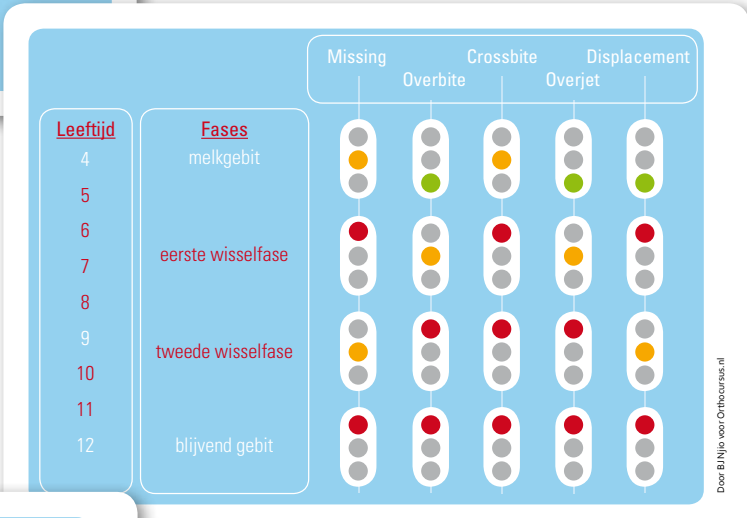 Missing Crossbite Displacement
Overbite Overjet
Leeftijd Fases
4 melkgebit
5
6
eerste wisselfase
7
8
9
tweede wisselfase
10
11
12 blijvend gebit
Door BJ Njio voor Orthocursus.nl